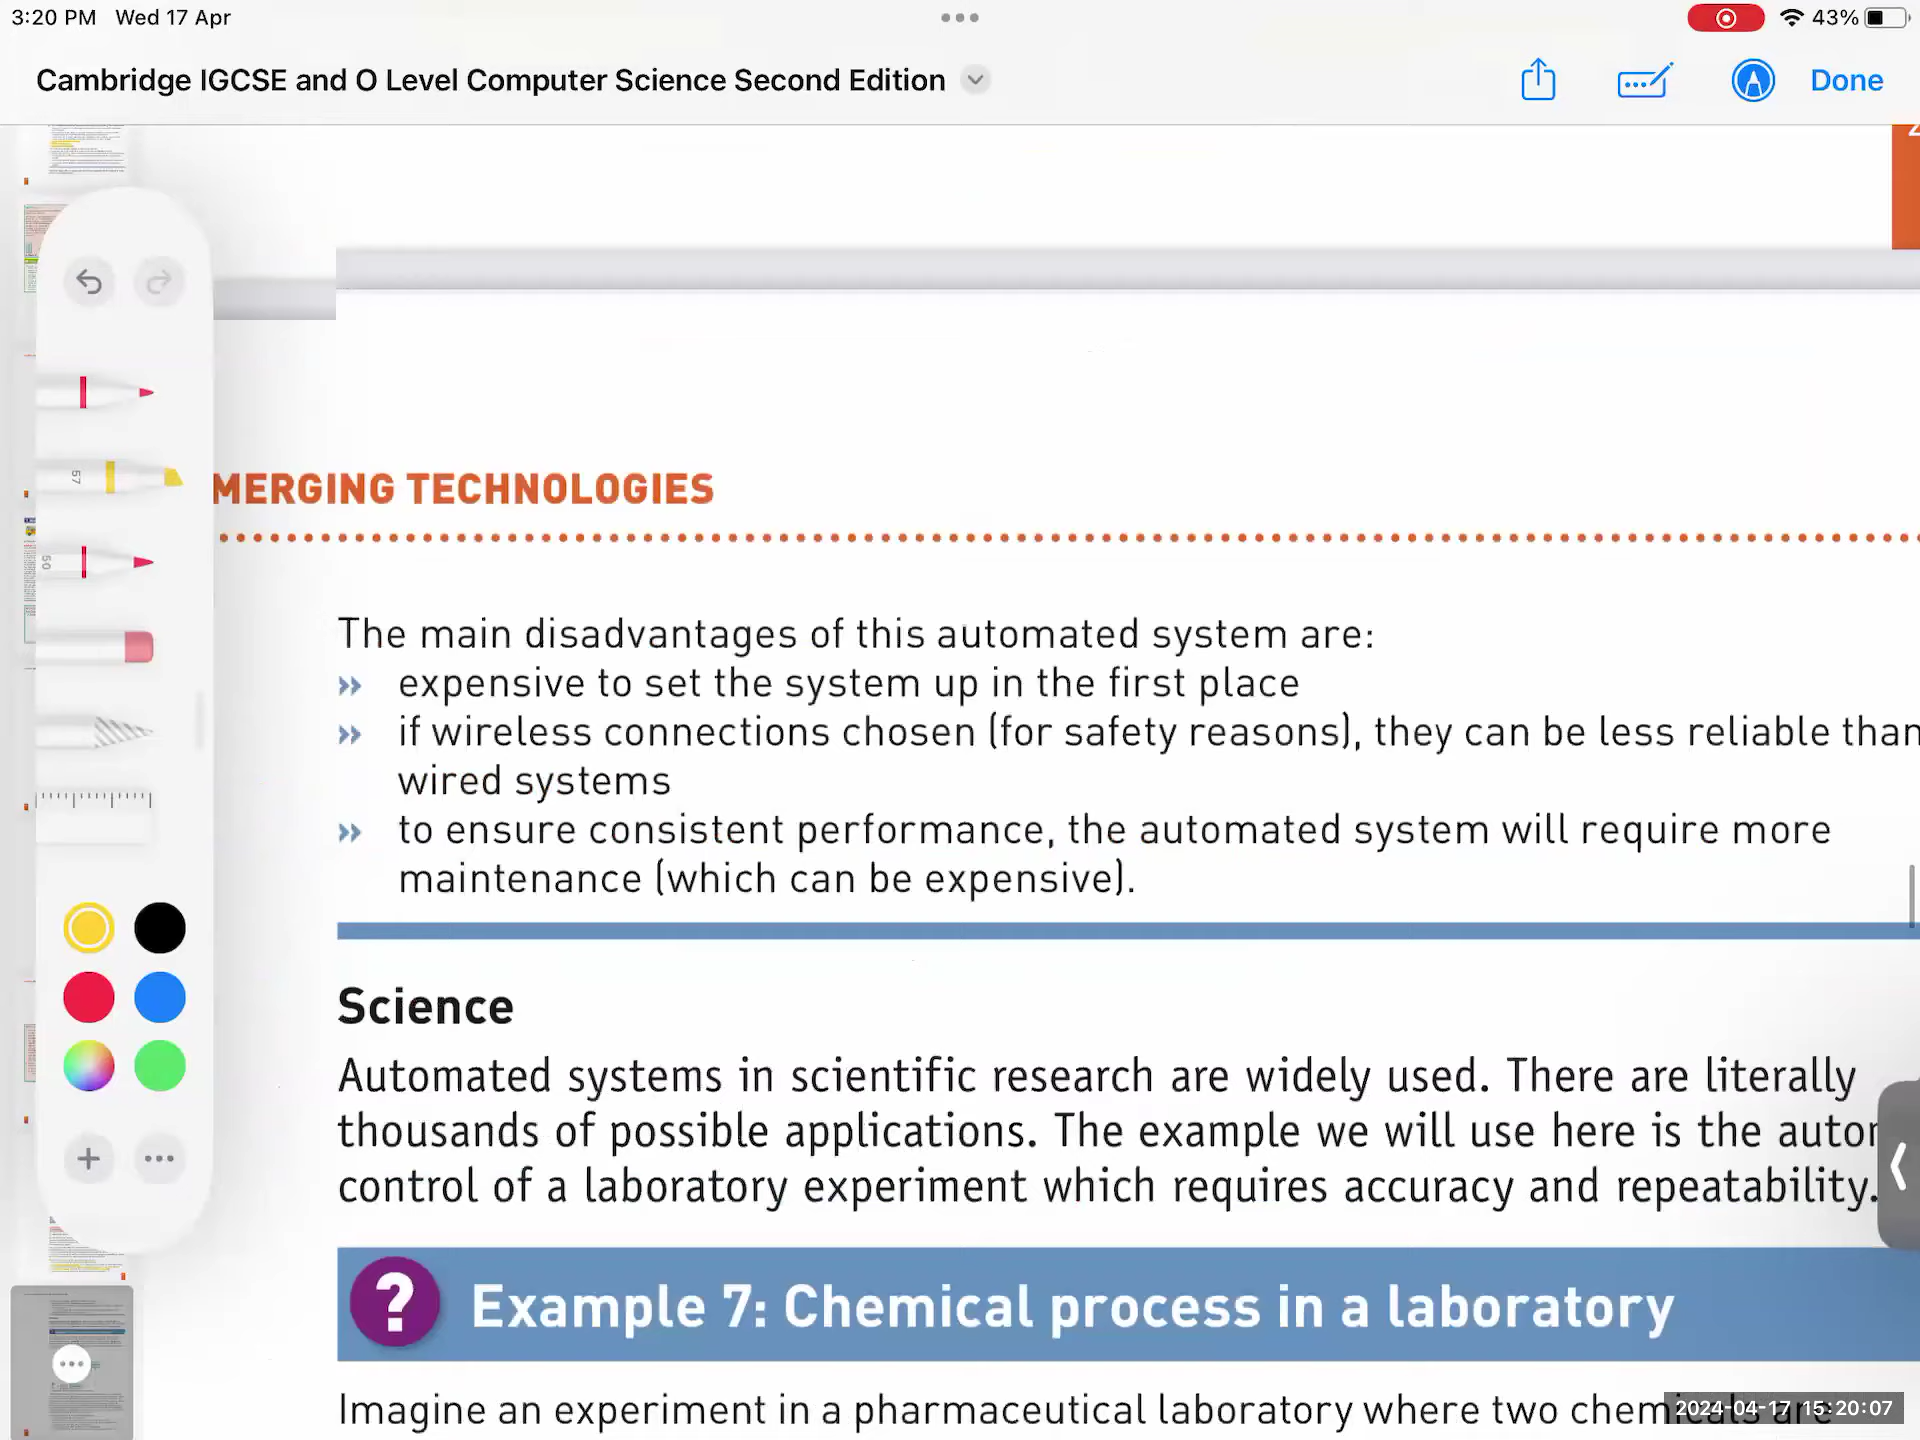 3:20 PM Wed 17 Apr
43%
Cambridge IGCSE and O Level Computer Science Second Edition
Done
57
50
MERGING TECHNOLOGIES
The main disadvantages of this automated system are:
» expensive to set the system up in the first place
» if wireless connections chosen (for safety reasons), they can be less reliable than
wired systems
» to ensure consistent performance, the automated system will require more
maintenance (which can be expensive).
Science
Automated systems in scientific research are widely used. There are literally
thousands of possible applications. The example we will use here is the
control of a laboratory experiment which requires accuracy and repeatability.
? Example 7: Chemical process in a laboratory
Imagine an experiment in a pharmaceutical laboratory where two chemicals are
2024-04-17 15:20:07